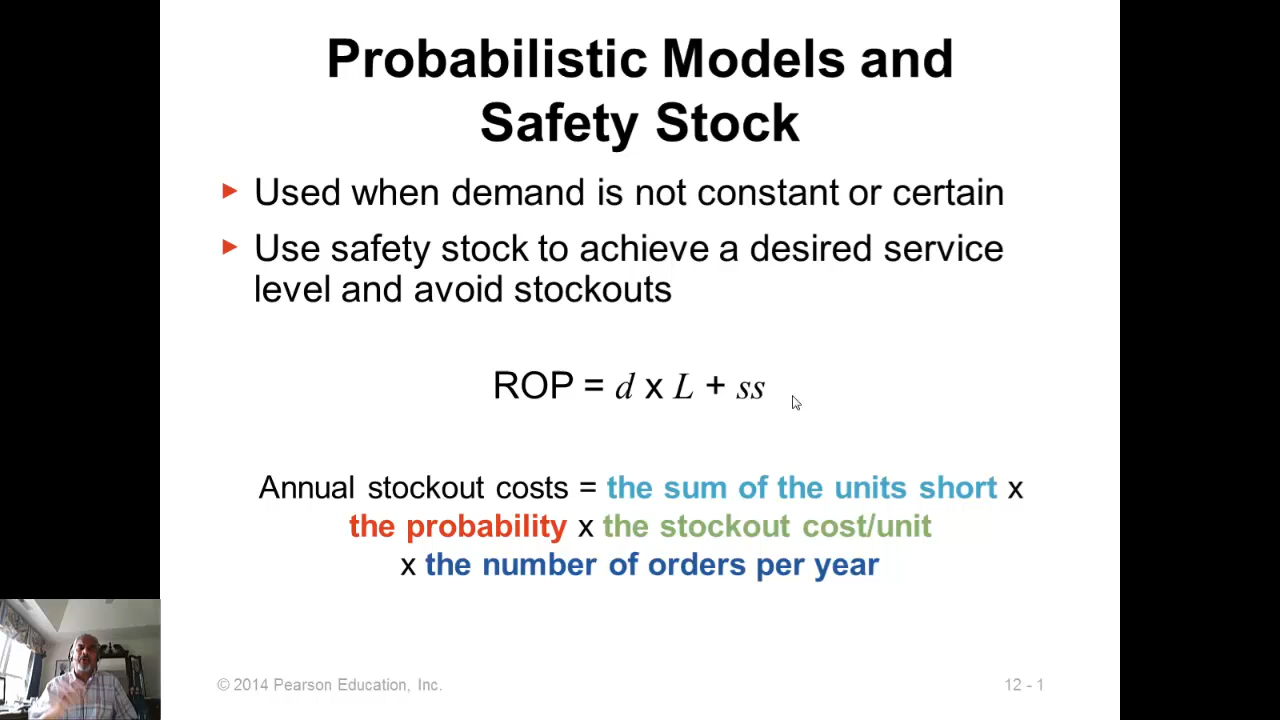 Probabilistic Models and
Safety Stock
► Used when demand is not constant or certain
► Use safety stock to achieve a desired service
level and avoid stockouts
ROP = d x L + ss
Annual stockout costs = the sum of the units short x
the probability x the stockout cost/unit
x the number of orders per year
© 2014 Pearson Education, Inc.
12 - 1